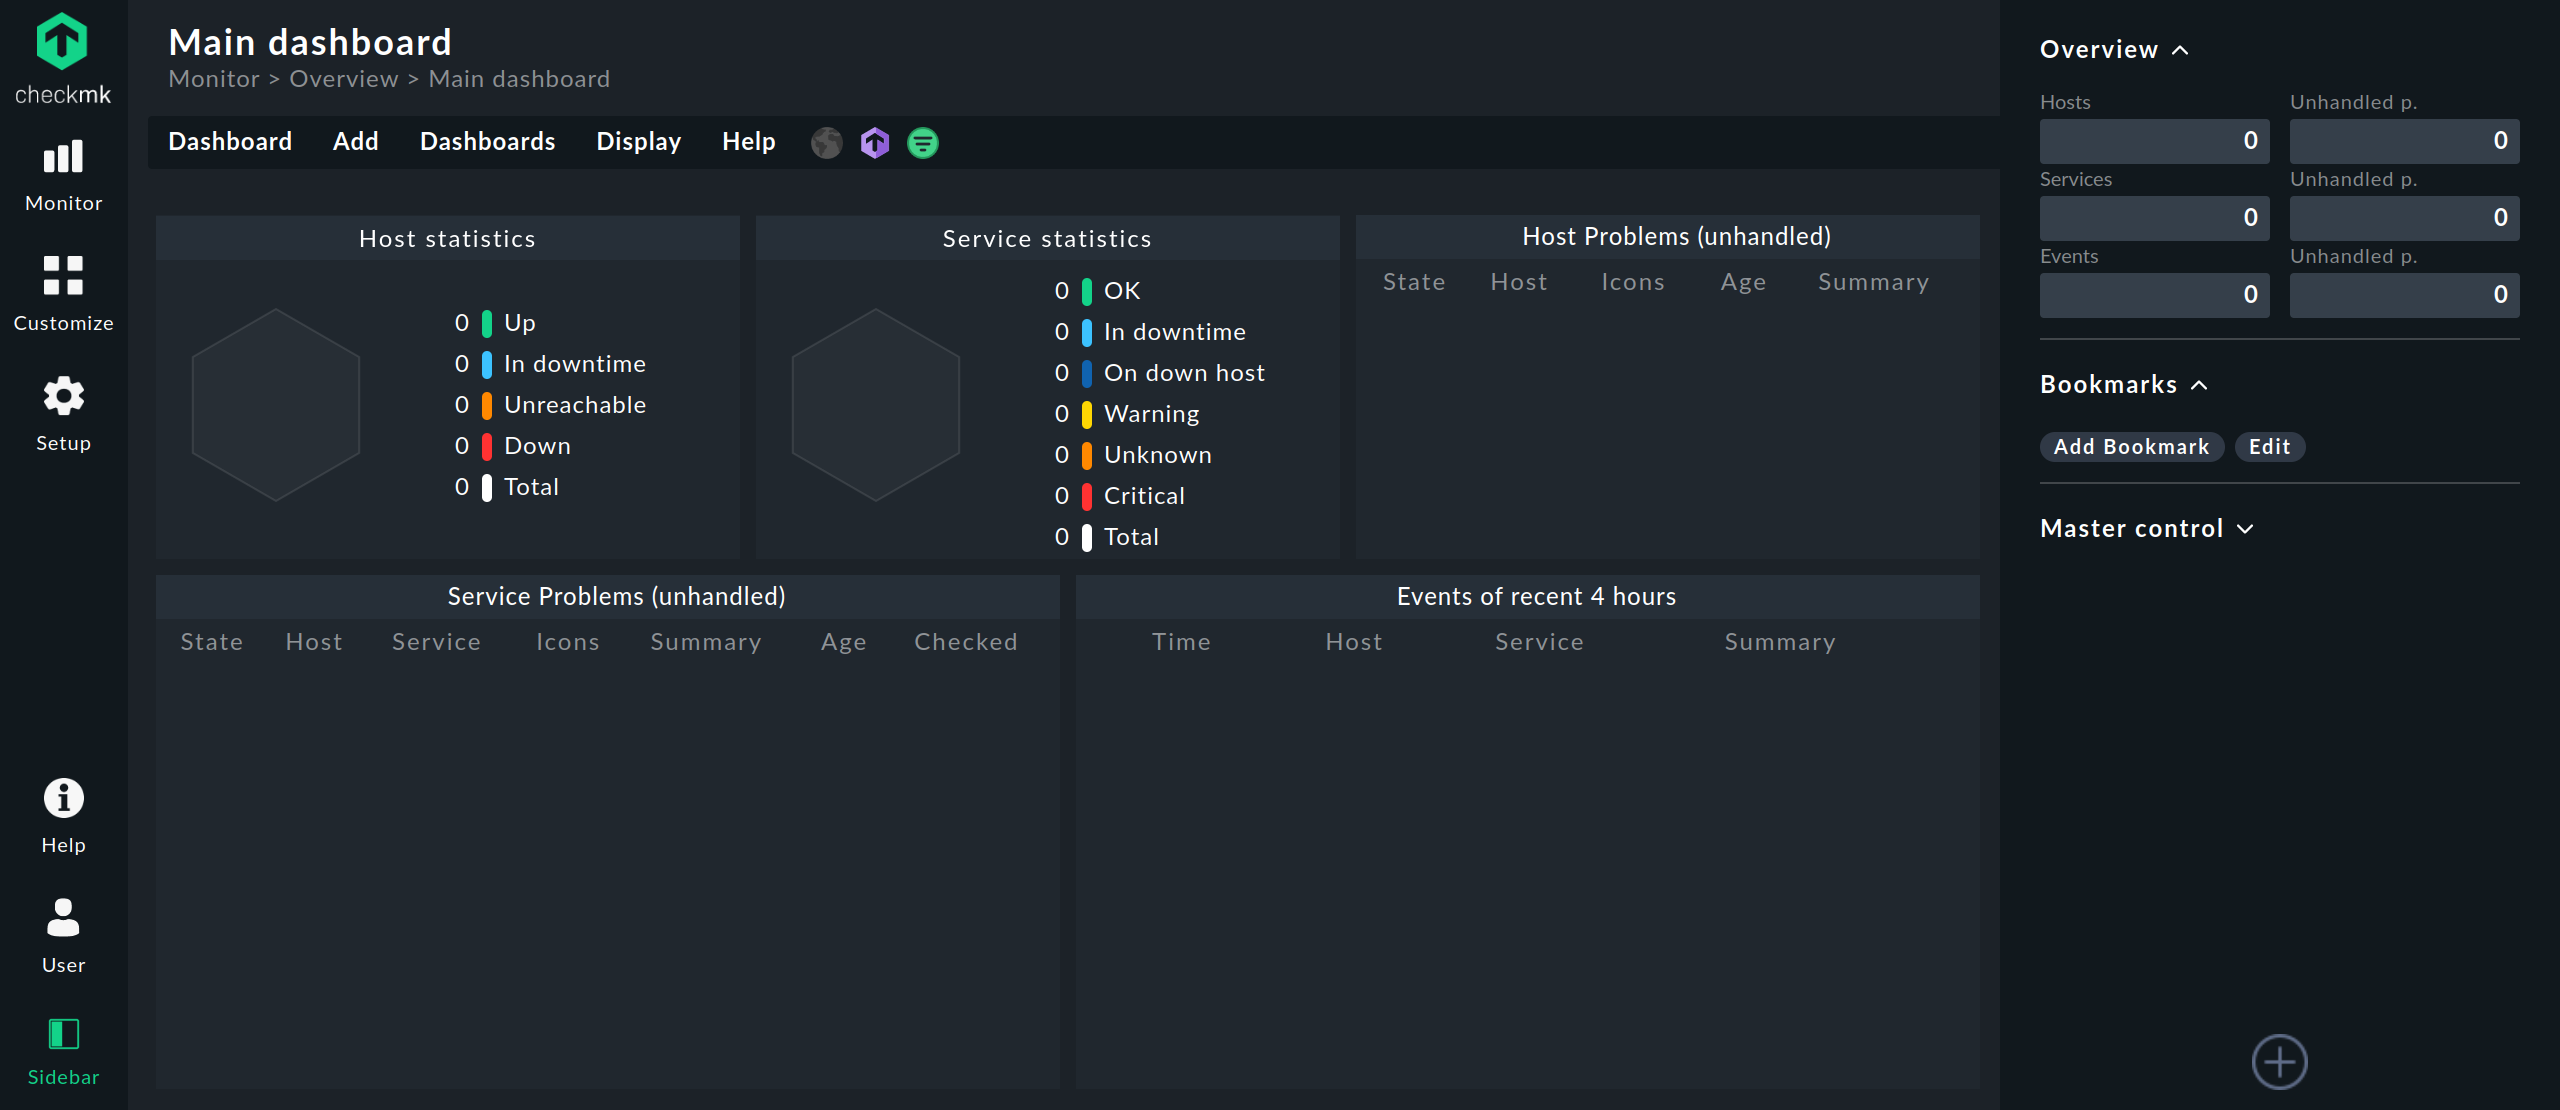 checkmk
Monitor
Customize
Setup
Help
User
Sidebar
Main dashboard
Monitor > Overview > Main dashboard
Dashboard Add Dashboards Display Help
Host statistics
0 Up
0 In downtime
0 Unreachable
0 Down
0 Total
Service statistics
0 OK
0 In downtime
0 On down host
0 Warning
0 Unknown
0 Critical
0 Total
Host Problems (unhandled)
State Host Icons Age Summary
Service Problems (unhandled)
State Host Service Icons Summary Age Checked
Events of recent 4 hours
Time Host Service Summary
Overview
Hosts Unhandled p.
0 0
Services Unhandled p.
0 0
Events Unhandled p.
0 0
Bookmarks
Add Bookmark Edit
Master control